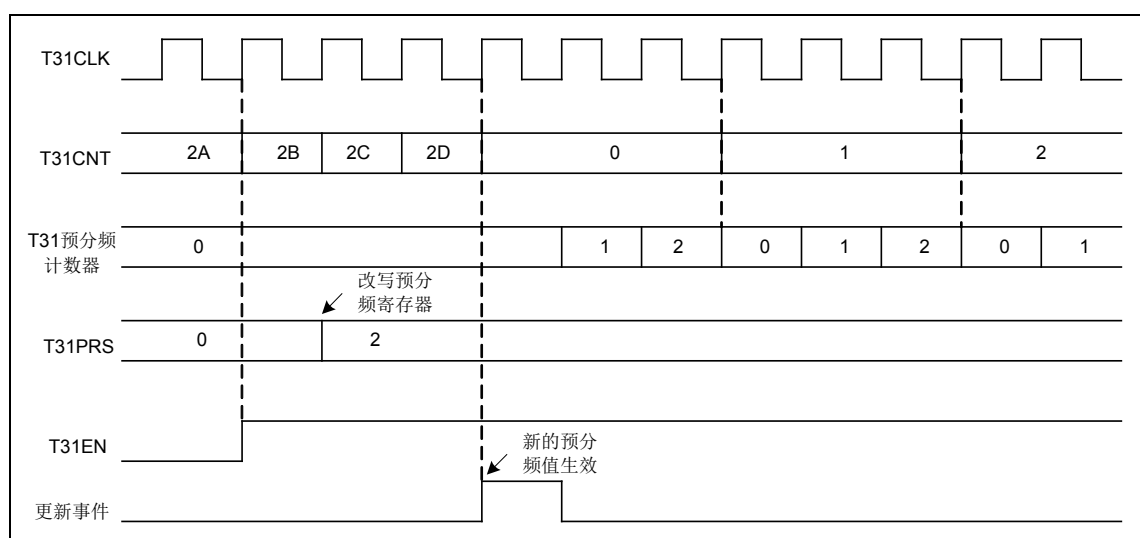 T31CLK
T31CNT
2A
2B
2C
2D
0
1
2
T31预分频
计数器
0
1
2
0
1
2
0
1
改写预分
频寄存器
T31PRS
0
2
T31EN
新的预分
频值生效
更新事件